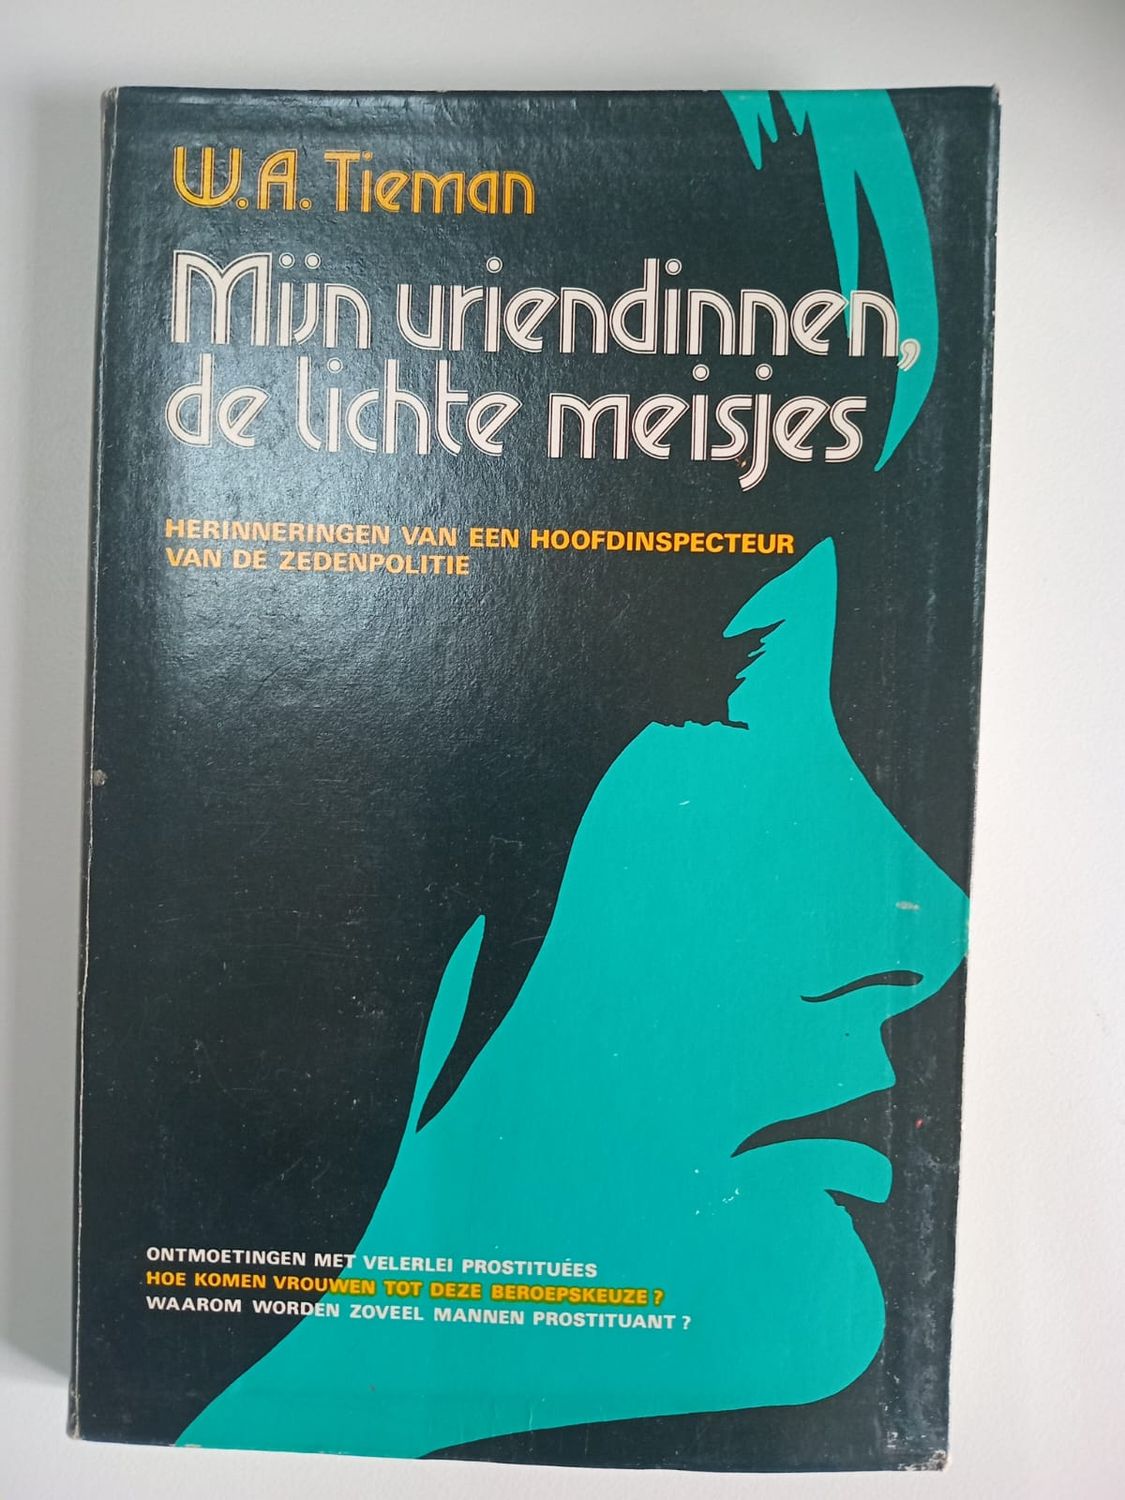 W.A. Tieman
Mijn vriendinnen,
de lichte meisjes
HERINNERINGEN VAN EEN HOOFDINSPECTEUR
VAN DE ZEDENPOLITIE
ONTMOETINGEN MET VELERLEI PROSTITUÉES
HOE KOMEN VROUWEN TOT DEZE BEROEPSKEUZE?
WAAROM WORDEN ZOVEEL MANNEN PROSTITUANT?